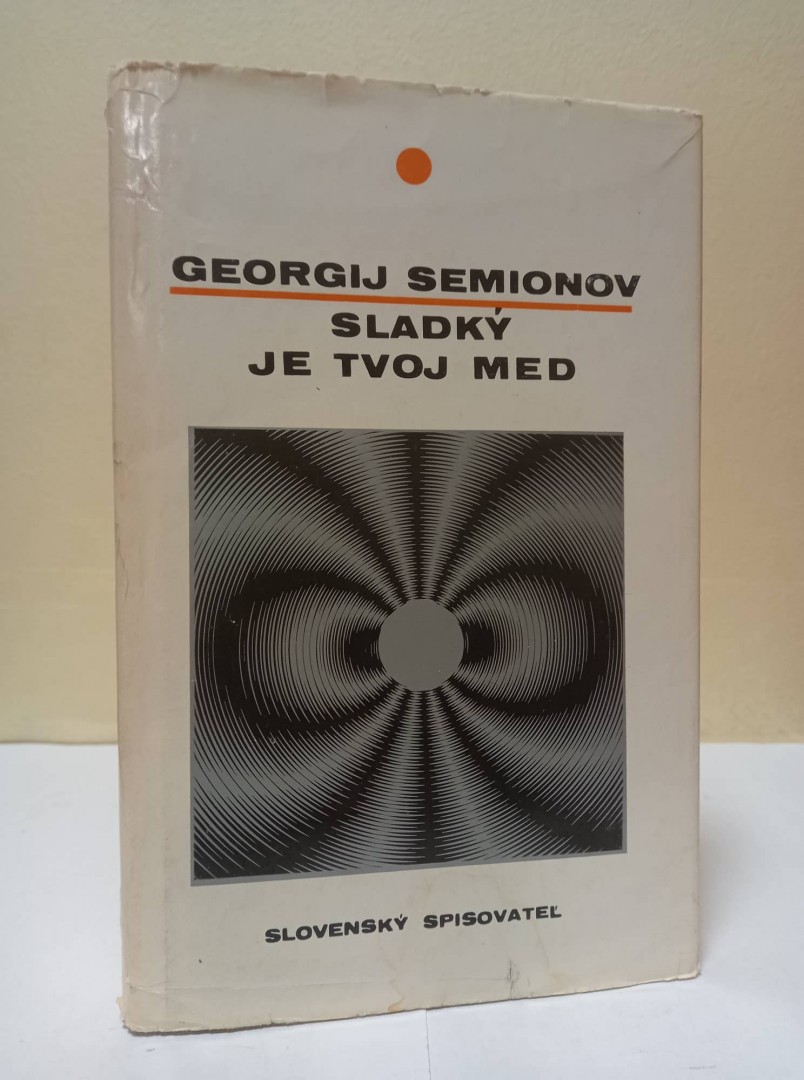 GEORGIJ SEMIONOV
SLADKÝ
JE TVOJ MED
SLOVENSKÝ SPISOVATEĽ